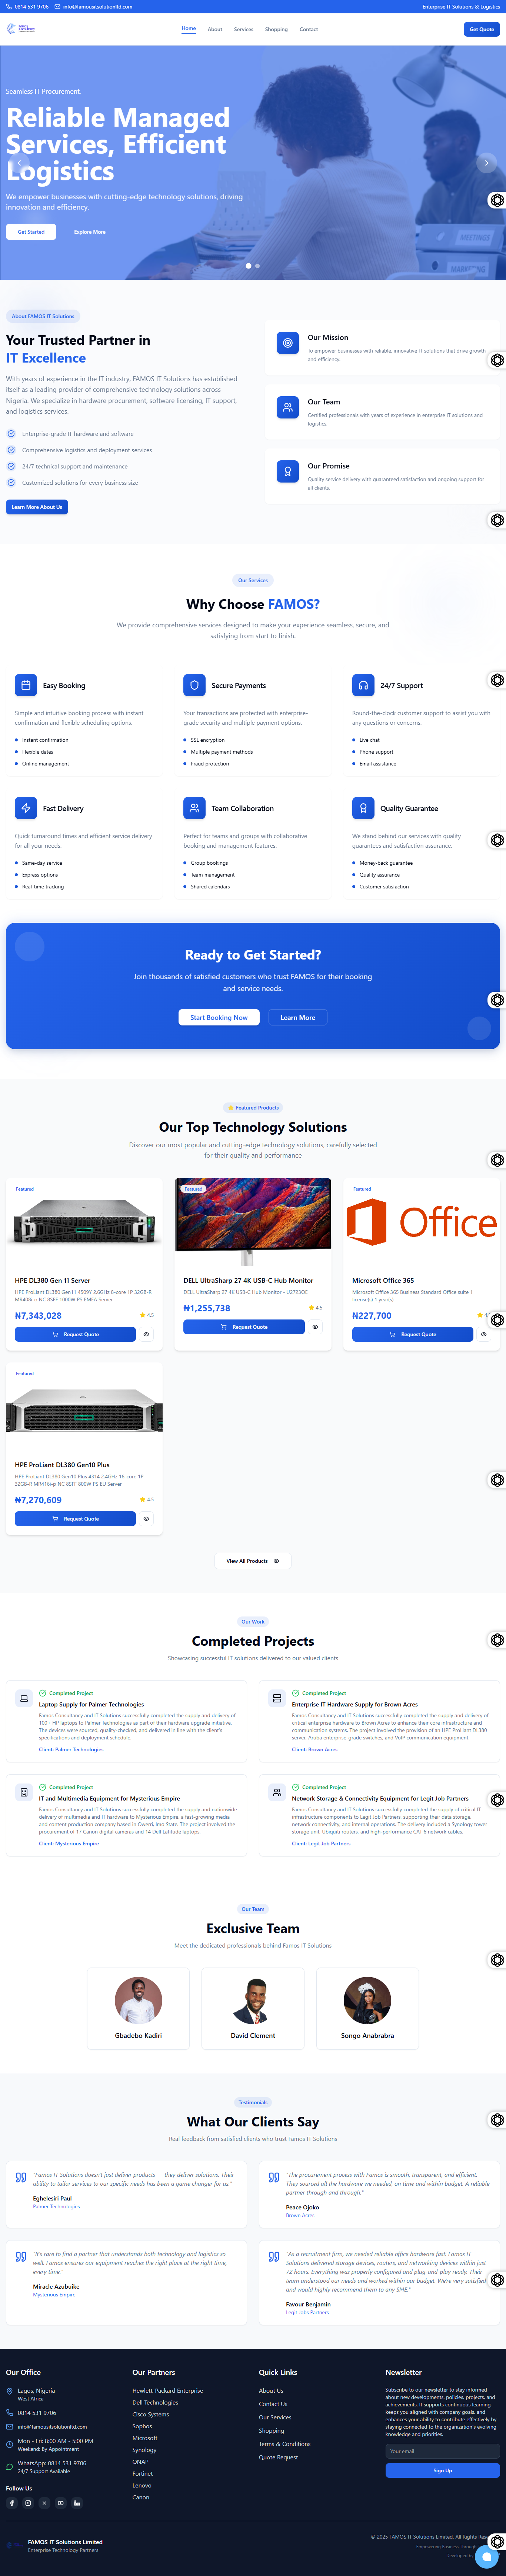 0814 531 9706
info@famousitsolutionltd.com
Enterprise IT Solutions & Logistics
Home
About
Services
Shopping
Contact
Get Quote
Seamless IT Procurement,
Reliable Managed
Services, Efficient
Logistics
We empower businesses with cutting-edge technology solutions, driving
innovation and efficiency.
Get Started
Explore More
About FAMOS IT Solutions
Your Trusted Partner in
IT Excellence
With years of experience in the IT industry, FAMOS IT Solutions has established
itself as a leading provider of comprehensive technology solutions across
Nigeria. We specialize in hardware procurement, software licensing, IT support,
and logistics services.
Enterprise-grade IT hardware and software
Comprehensive logistics and deployment services
24/7 technical support and maintenance
Customized solutions for every business size
Learn More About Us
Our Mission
To empower businesses with reliable, innovative IT solutions that drive growth
and efficiency.
Our Team
Certified professionals with years of experience in enterprise IT solutions and
logistics.
Our Promise
Quality service delivery with guaranteed satisfaction and ongoing support for
all clients.
Our Services
Why Choose FAMOS?
We provide comprehensive services designed to make your experience seamless, secure, and
satisfying from start to finish.
Easy Booking
Simple and intuitive booking process with instant
confirmation and flexible scheduling options.
Instant confirmation
Flexible dates
Online management
Secure Payments
Your transactions are protected with enterprise-
grade security and multiple payment options.
SSL encryption
Multiple payment methods
Fraud protection
24/7 Support
Round-the-clock customer support to assist you with
any questions or concerns.
Live chat
Phone support
Email assistance
Fast Delivery
Quick turnaround times and efficient service delivery
for all your needs.
Same-day service
Express options
Real-time tracking
Team Collaboration
Perfect for teams and groups with collaborative
booking and management features.
Group bookings
Team management
Shared calendars
Quality Guarantee
We stand behind our services with quality
guarantees and satisfaction assurance.
Money-back guarantee
Quality assurance
Customer satisfaction
Ready to Get Started?
Join thousands of satisfied customers who trust FAMOS for their booking
and service needs.
Start Booking Now
Learn More
Featured Products
Our Top Technology Solutions
Discover our most popular and cutting-edge technology solutions, carefully selected
for their quality and performance
Featured
HPE DL380 Gen 11 Server
HPE ProLiant DL380 Gen11 4509Y 2.6GHz 8-core 1P 32GB-R
MR408i-o NC 8SFF 1000W PS EMEA Server
₦7,343,028
4.5
Request Quote
Featured
DELL UltraSharp 27 4K USB-C Hub Monitor
DELL UltraSharp 27 4K USB-C Hub Monitor - U2723QE
₦1,255,738
4.5
Request Quote
Featured
Office
Microsoft Office 365
Microsoft Office 365 Business Standard Office suite 1
license(s) 1 year(s)
₦227,700
Request Quote
Featured
HPE ProLiant DL380 Gen10 Plus
HPE ProLiant DL380 Gen10 Plus 4314 2.4GHz 16-core 1P
32GB-R MR416i-p NC 8SFF 800W PS EU Server
₦7,270,609
4.5
Request Quote
View All Products
Our Work
Completed Projects
Showcasing successful IT solutions delivered to our valued clients
Completed Project
Laptop Supply for Palmer Technologies
Famos Consultancy and IT Solutions successfully completed the supply and delivery of
100+ HP laptops to Palmer Technologies as part of their hardware upgrade initiative.
The devices were sourced, quality-checked, and delivered in line with the client's
specifications and deployment schedule.
Client: Palmer Technologies
Completed Project
Enterprise IT Hardware Supply for Brown Acres
Famos Consultancy and IT Solutions successfully completed the supply and delivery of
critical enterprise hardware to Brown Acres to enhance their core infrastructure and
communications systems. The project involved the provision of an HPE ProLiant DL380
server, Aruba enterprise-grade switches, and VoIP communication equipment.
Client: Brown Acres
Completed Project
IT and Multimedia Equipment for Mysterious Empire
Famos Consultancy and IT Solutions successfully completed the supply and nationwide
delivery of multimedia and IT hardware to Mysterious Empire, a fast-growing media
and content production company based in Owerri, Imo State. The project involved the
procurement of 17 Canon digital cameras and 14 Dell Latitude laptops.
Client: Mysterious Empire
Completed Project
Network Storage & Connectivity Equipment for Legit Job Partners
Famos Consultancy and IT Solutions successfully completed the supply of critical IT
infrastructure components to Legit Job Partners, supporting their data storage,
network connectivity, and internal operations. The delivery included a Synology tower
storage unit, Ubiquiti routers, and high-performance CAT 6 network cables.
Client: Legit Job Partners
Our Team
Exclusive Team
Meet the dedicated professionals behind Famos IT Solutions
Gbadebo Kadiri
David Clement
Songo Anabraba
Testimonials
What Our Clients Say
Real feedback from satisfied clients who trust Famos IT Solutions
"Famos IT Solutions doesn't just deliver products — they deliver solutions. Their
ability to tailor services to our specific needs has been a game changer for us."
Eghelesiri Paul
Palmer Technologies
"The procurement process with Famos is smooth, transparent, and efficient.
They sourced all the hardware we needed, on time and within budget. A reliable
partner through and through."
Peace Ojoko
Brown Acres
"It's rare to find a partner that understands both technology and logistics so
well. Famos ensures our equipment reaches the right place at the right time,
every time."
Miracle Azubuike
Mysterious Empire
"As a recruitment firm, we needed reliable office hardware fast. Famos IT
Solutions delivered storage devices, routers, and networking devices within just
72 hours. Everything was properly configured and plug-and-play ready. Their
team understood our needs and worked within our budget. We're very satisfied
and would highly recommend them to any SME."
Favour Benjamin
Legit Jobs Partners
Our Office
Lagos, Nigeria
West Africa
0814 531 9706
info@famousitsolutionltd.com
Mon - Fri: 8:00 AM - 5:00 PM
Weekend: By Appointment
WhatsApp: 0814 531 9706
24/7 Support Available
Follow Us
Our Partners
Hewlett-Packard Enterprise
Dell Technologies
Cisco Systems
Sophos
Microsoft
Synology
QNAP
Fortinet
Lenovo
Canon
Quick Links
About Us
Contact Us
Our Services
Shopping
Terms & Conditions
Quote Request
Newsletter
Subscribe to our newsletter to stay informed
about new developments, policies, projects, and
achievements. It supports continuous learning,
keeps you aligned with company goals, and
enhances your ability to contribute effectively by
staying connected to the organization's evolving
knowledge and priorities.
Your email
Sign Up
FAMOS IT Solutions Limited
Enterprise Technology Partners
© 2025 FAMOS IT Solutions Limited. All Rights
Empowering Business Through
Developed by